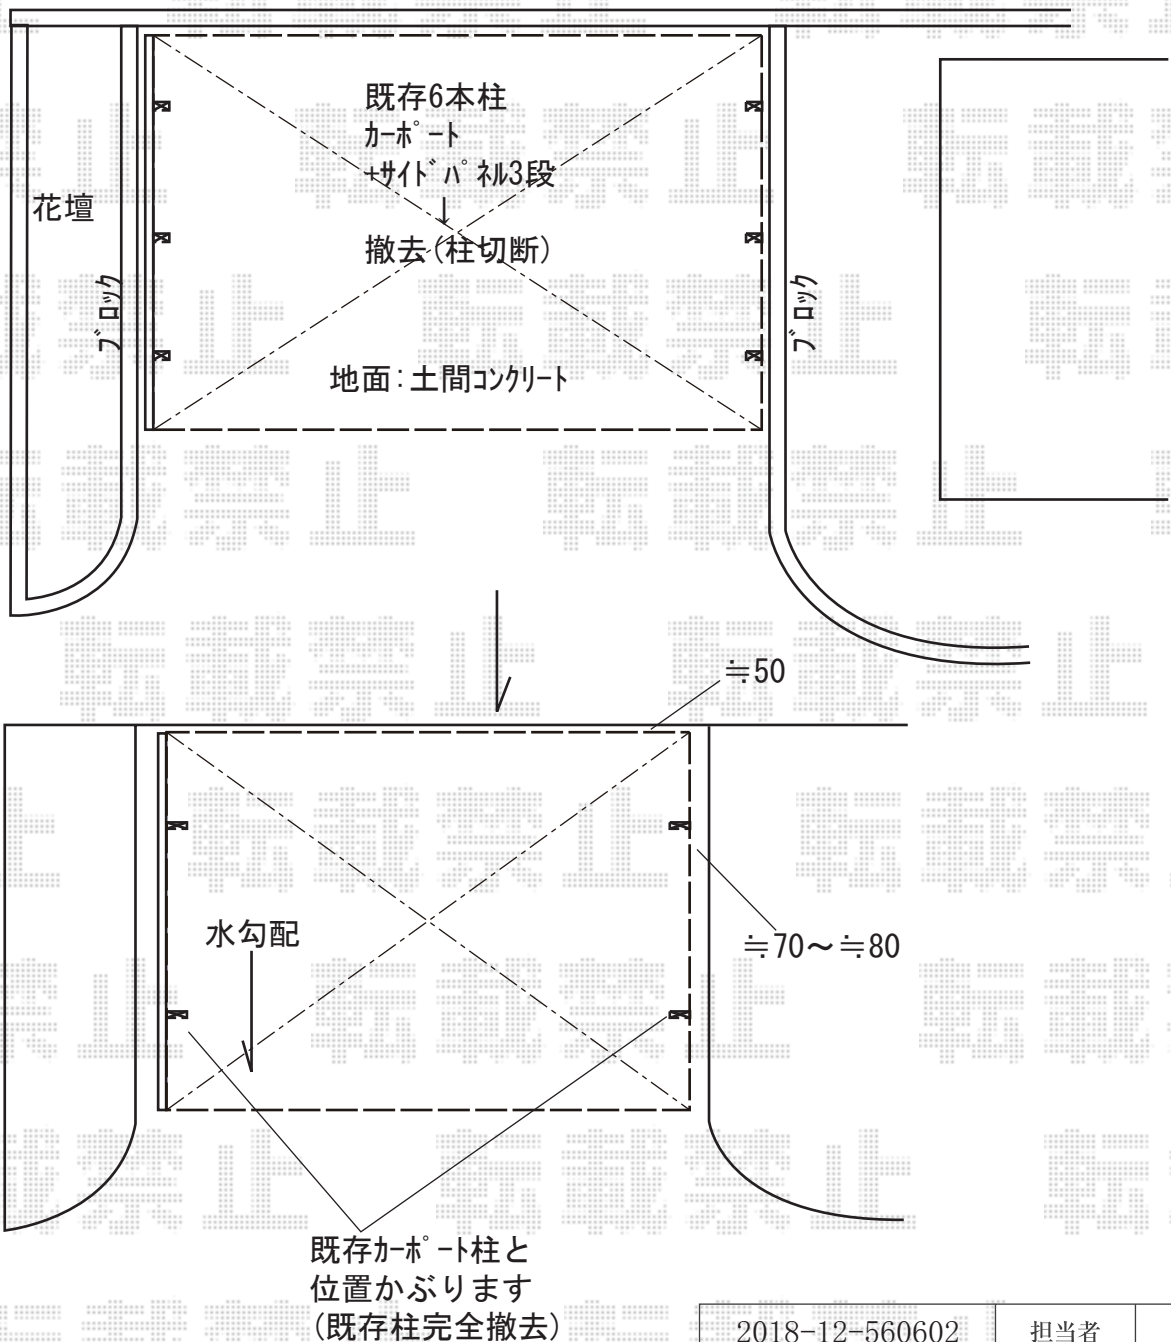 既存6本柱
ｶｰﾎﾟｰﾄ
+ｻｲﾄﾞﾊﾟﾈﾙ3段
↓
撤去(柱切断)
花壇
ﾌﾞﾛｯｸ
ﾌﾞﾛｯｸ
地面：土間ｺﾝｸﾘｰﾄ
≒50
水勾配
≒70～≒80
既存ｶｰﾎﾟｰﾄ柱と
位置かぶります
(既存柱完全撤去)
2018-12-560602 担当者
転載禁止